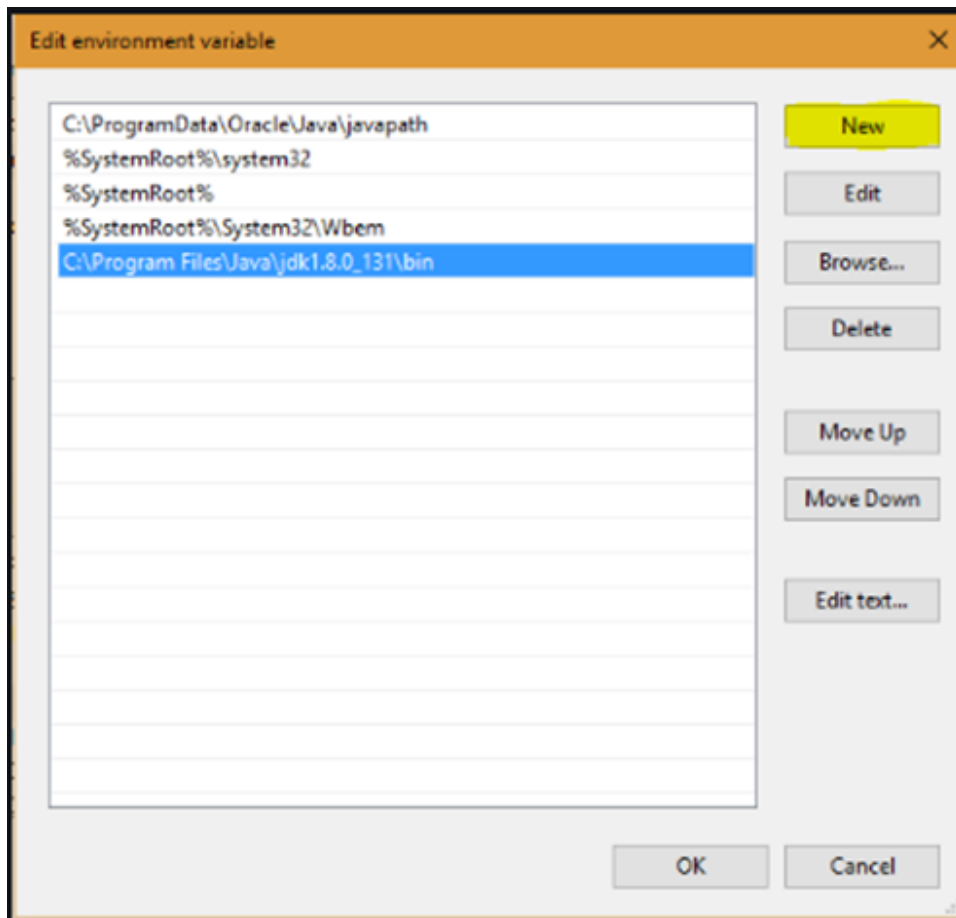 Edit environment variable
C:\ProgramData\Oracle\Java\javapath
%SystemRoot%\system32
%SystemRoot%
%SystemRoot%\System32\Wbem
C:\Program Files\Java\jdk1.8.0_131\bin
New
Edit
Browse...
Delete
Move Up
Move Down
Edit text...
OK
Cancel